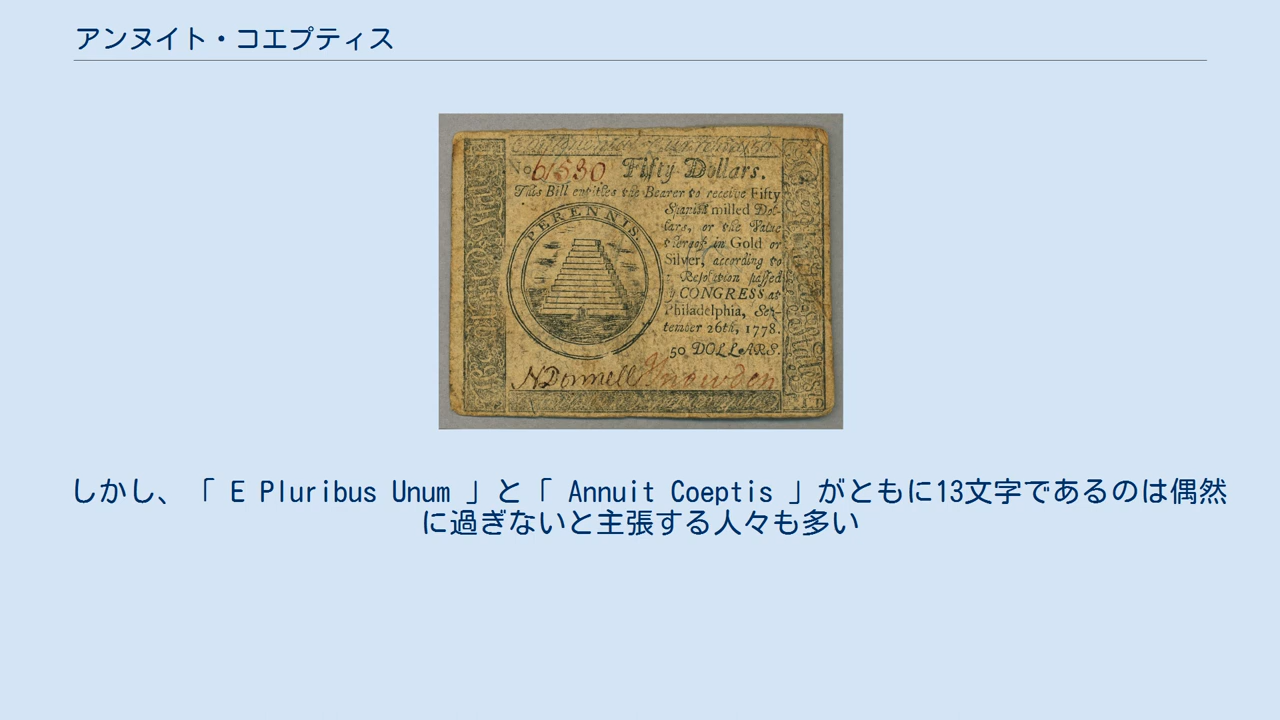 アンヌイト・コエプティス
No 61530 Fifty Dollars.
This Bill entitles the Bearer to receive Fifty
Spanish milled Dol-
lars, or the Value
thereof in Gold or
Silver, according to
a Resolution passed
by CONGRESS at
Philadelphia, Sep-
tember 26th, 1778.
50 DOLLARS.
PERENNIS.
しかし、「 E Pluribus Unum 」と「 Annuit Coeptis 」がともに13文字であるのは偶然
に過ぎないと主張する人々も多い